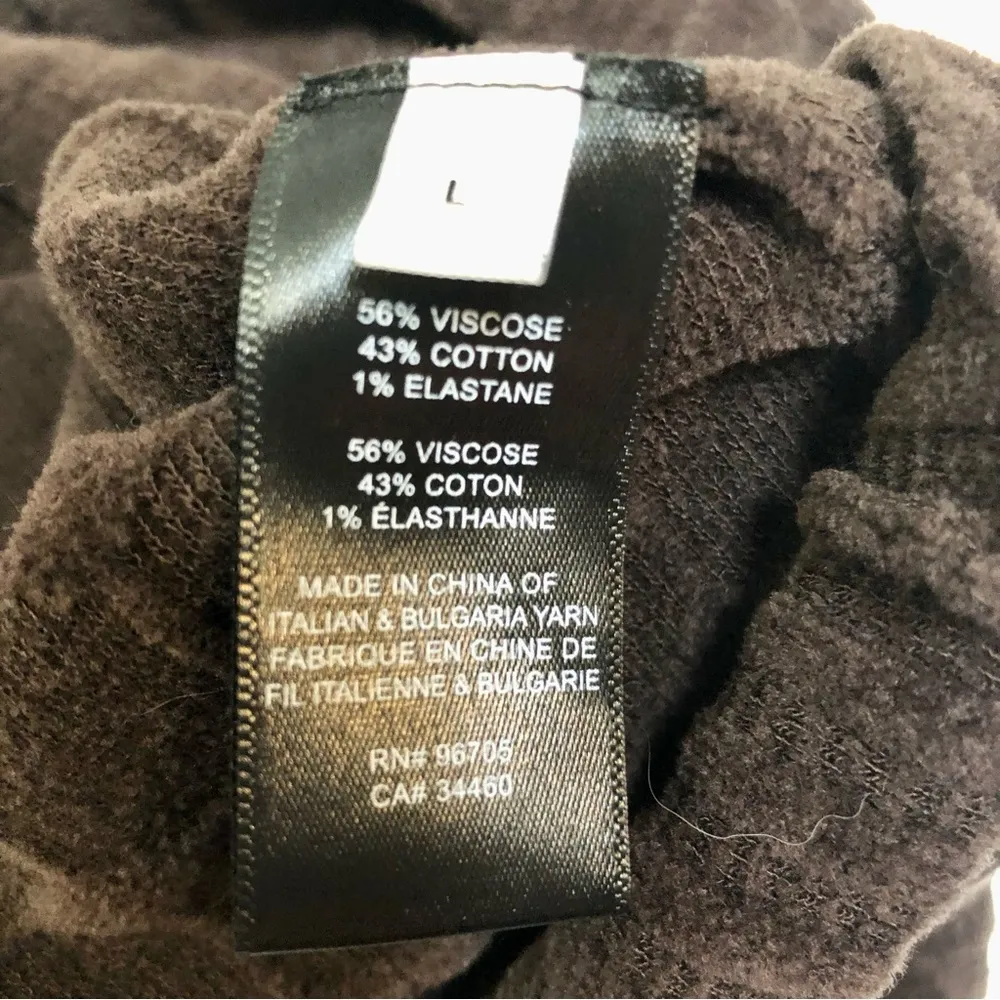 L
56% VISCOSE
43% COTTON
1% ELASTANE
56% VISCOSE
43% COTON
1% ÉLASTHANNE
MADE IN CHINA OF
ITALIAN & BULGARIA YARN
FABRIQUE EN CHINE DE
FIL ITALIENNE & BULGARIE
RN# 96705
CA# 34460